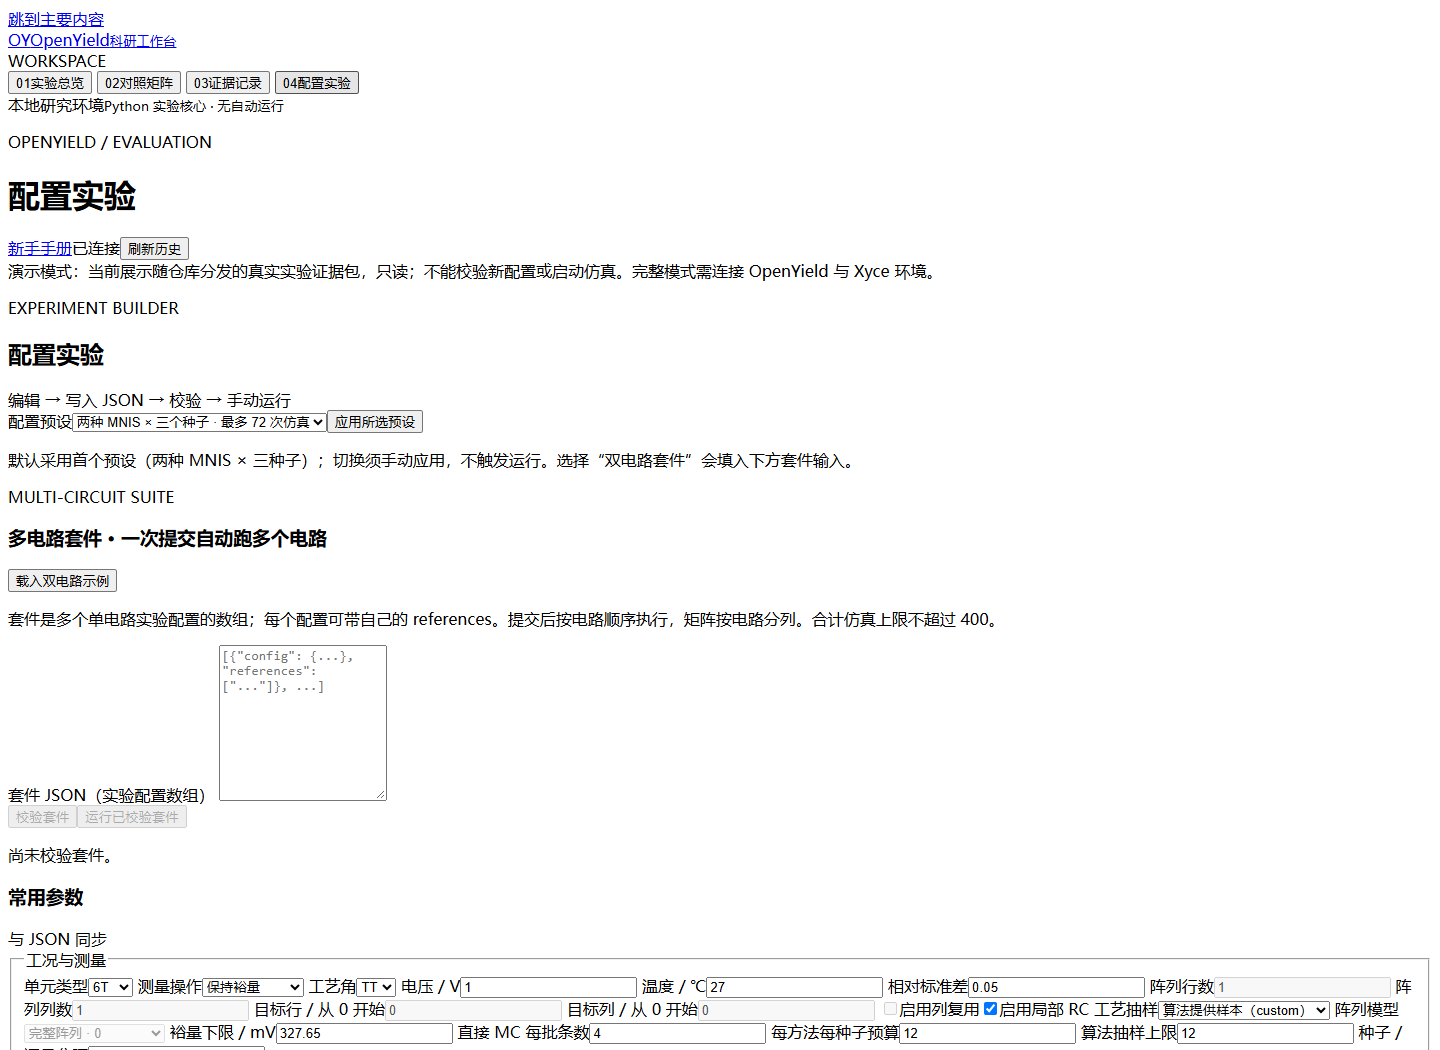 跳到主要内容
OYOpenYield科研工作台
WORKSPACE
01实验总览 02对照矩阵 03证据记录 04配置实验
本地研究环境Python 实验核心 · 无自动运行
OPENYIELD / EVALUATION
配置实验
新手手册已连接 刷新历史
演示模式：当前展示随仓库分发的真实实验证据包，只读；不能校验新配置或启动仿真。完整模式需连接 OpenYield 与 Xyce 环境。
EXPERIMENT BUILDER
配置实验
编辑 → 写入 JSON → 校验 → 手动运行
配置预设 两种 MNIS × 三个种子 · 最多 72 次仿真 应用所选预设
默认采用首个预设（两种 MNIS × 三种子）；切换须手动应用，不触发运行。选择“双电路套件”会填入下方套件输入。
MULTI-CIRCUIT SUITE
多电路套件 · 一次提交自动跑多个电路
载入双电路示例
套件是多个单电路实验配置的数组；每个配置可带自己的 references。提交后按电路顺序执行，矩阵按电路分列。合计仿真上限不超过 400。
[{"config": {...},
"references":
["..."]}, ...]
套件 JSON（实验配置数组）
校验套件 运行已校验套件
尚未校验套件。
常用参数
与 JSON 同步
工况与测量
单元类型 6T 测量操作 保持裕量 工艺角 TT 电压 / V 1 温度 / ℃ 27 相对标准差 0.05 阵列行数 1 阵
列列数 1 目标行 / 从 0 开始 0 目标列 / 从 0 开始 0 启用列复用 启用局部 RC 工艺抽样 算法提供样本（custom） 阵列模型
完整阵列 · 0 裕量下限 / mV 327.65 直接 MC 每批条数 4 每方法每种子预算 12 算法抽样上限 12 种子 /